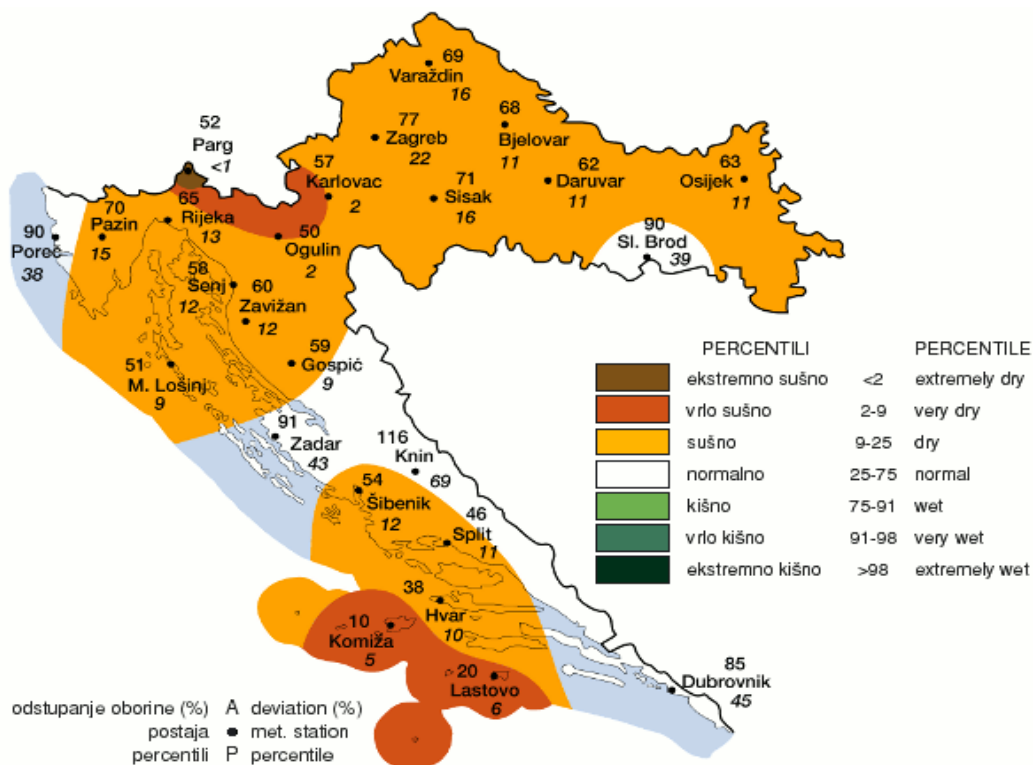 69
Varaždin
16
68
Bjelovar
11
77
Zagreb
22
52
Parg
<1
57
Karlovac
2
62
Daruvar
11
63
Osijek
11
71
Sisak
16
65
Rijeka
13
70
Pazin
15
90
Poreč
38
50
Ogulin
2
90
Sl. Brod
39
58
Senj
12
60
Zavižan
12
59
Gospić
9
51
M. Lošinj
9
91
Zadar
43
116
Knin
69
54
Šibenik
12
46
Split
11
38
Hvar
10
10
Komiža
5
20
Lastovo
6
85
Dubrovnik
45
PERCENTILI PERCENTILE
ekstremno sušno <2 extremely dry
vrlo sušno 2-9 very dry
sušno 9-25 dry
normalno 25-75 normal
kišno 75-91 wet
vrlo kišno 91-98 very wet
ekstremno kišno >98 extremely wet
odstupanje oborine (%) A deviation (%)
postaja met. station
percentili P percentile